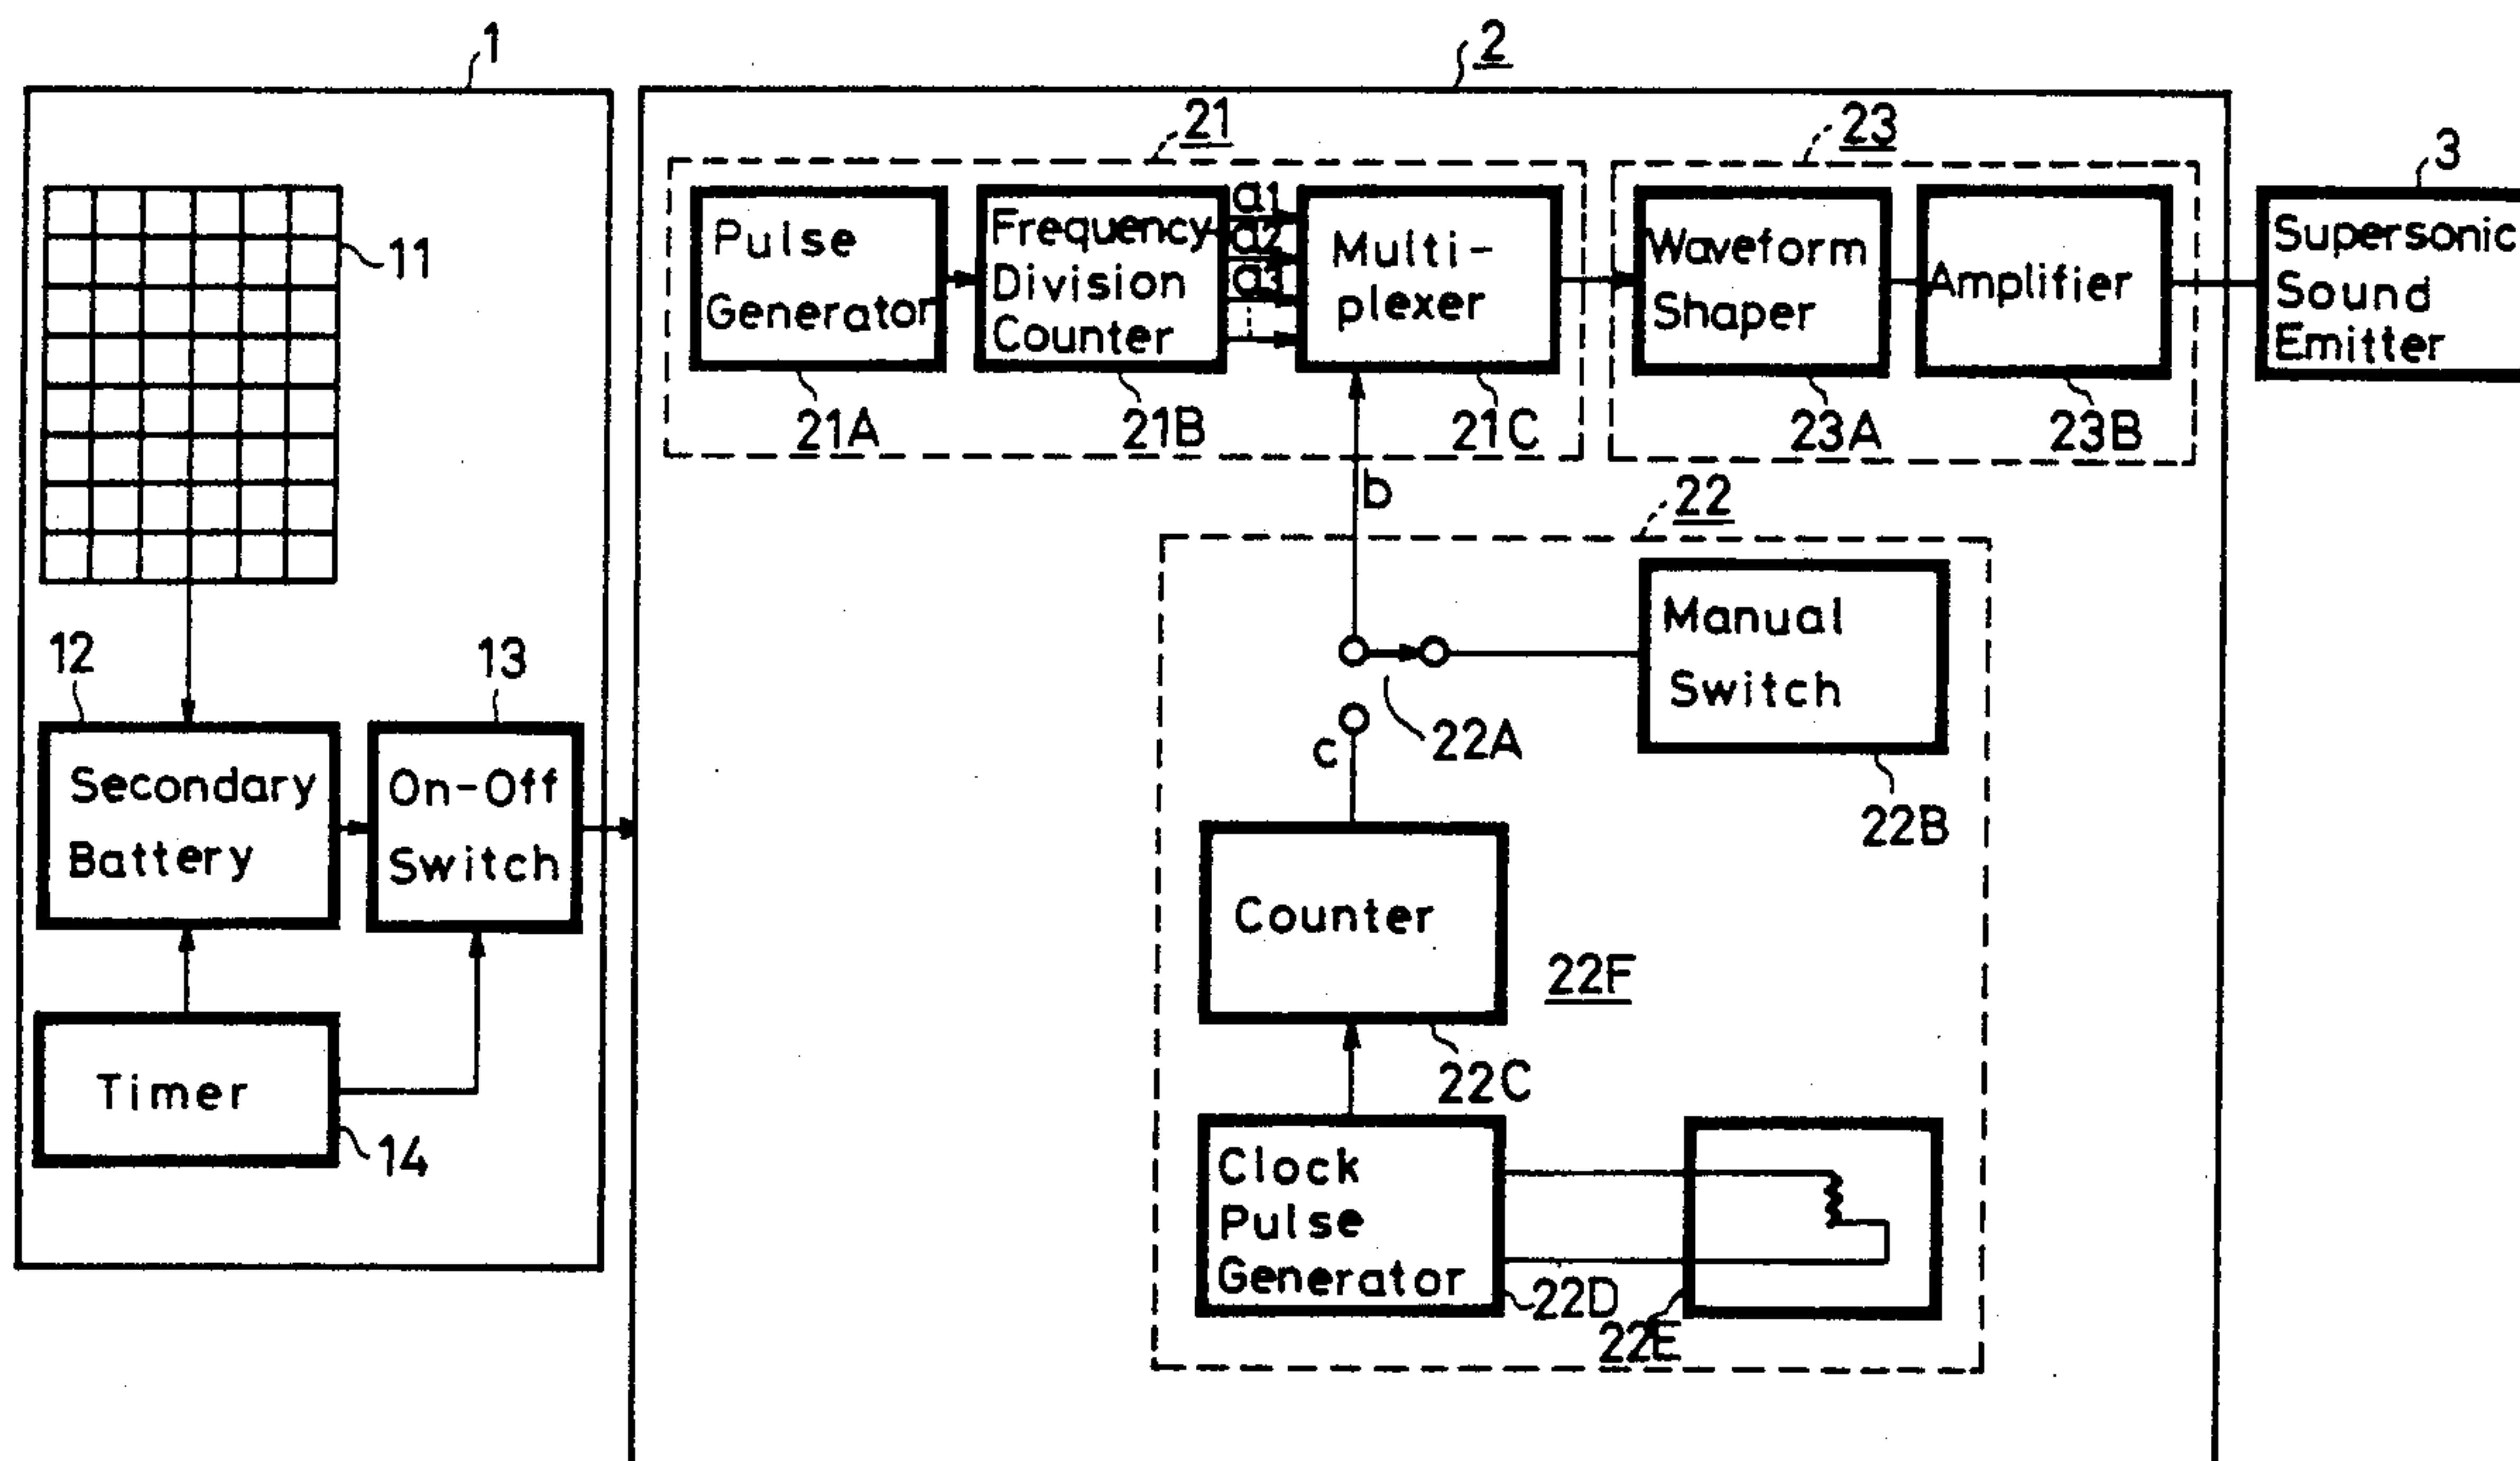 1
2
21
23
3
11
Pulse
Generator
Frequency
Division
Counter
a1
a2
a3
Multi-
plexer
Waveform
Shaper
Amplifier
Supersonic
Sound
Emitter
21A
21B
21C
23A
23B
b
22
12
13
Manual
Switch
22A
c
22B
Secondary
Battery
On-Off
Switch
Counter
22F
22C
Timer
14
Clock
Pulse
Generator
22D
22E